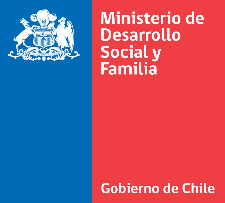 Ministerio de
Desarrollo
Social y
Familia
Gobierno de Chile